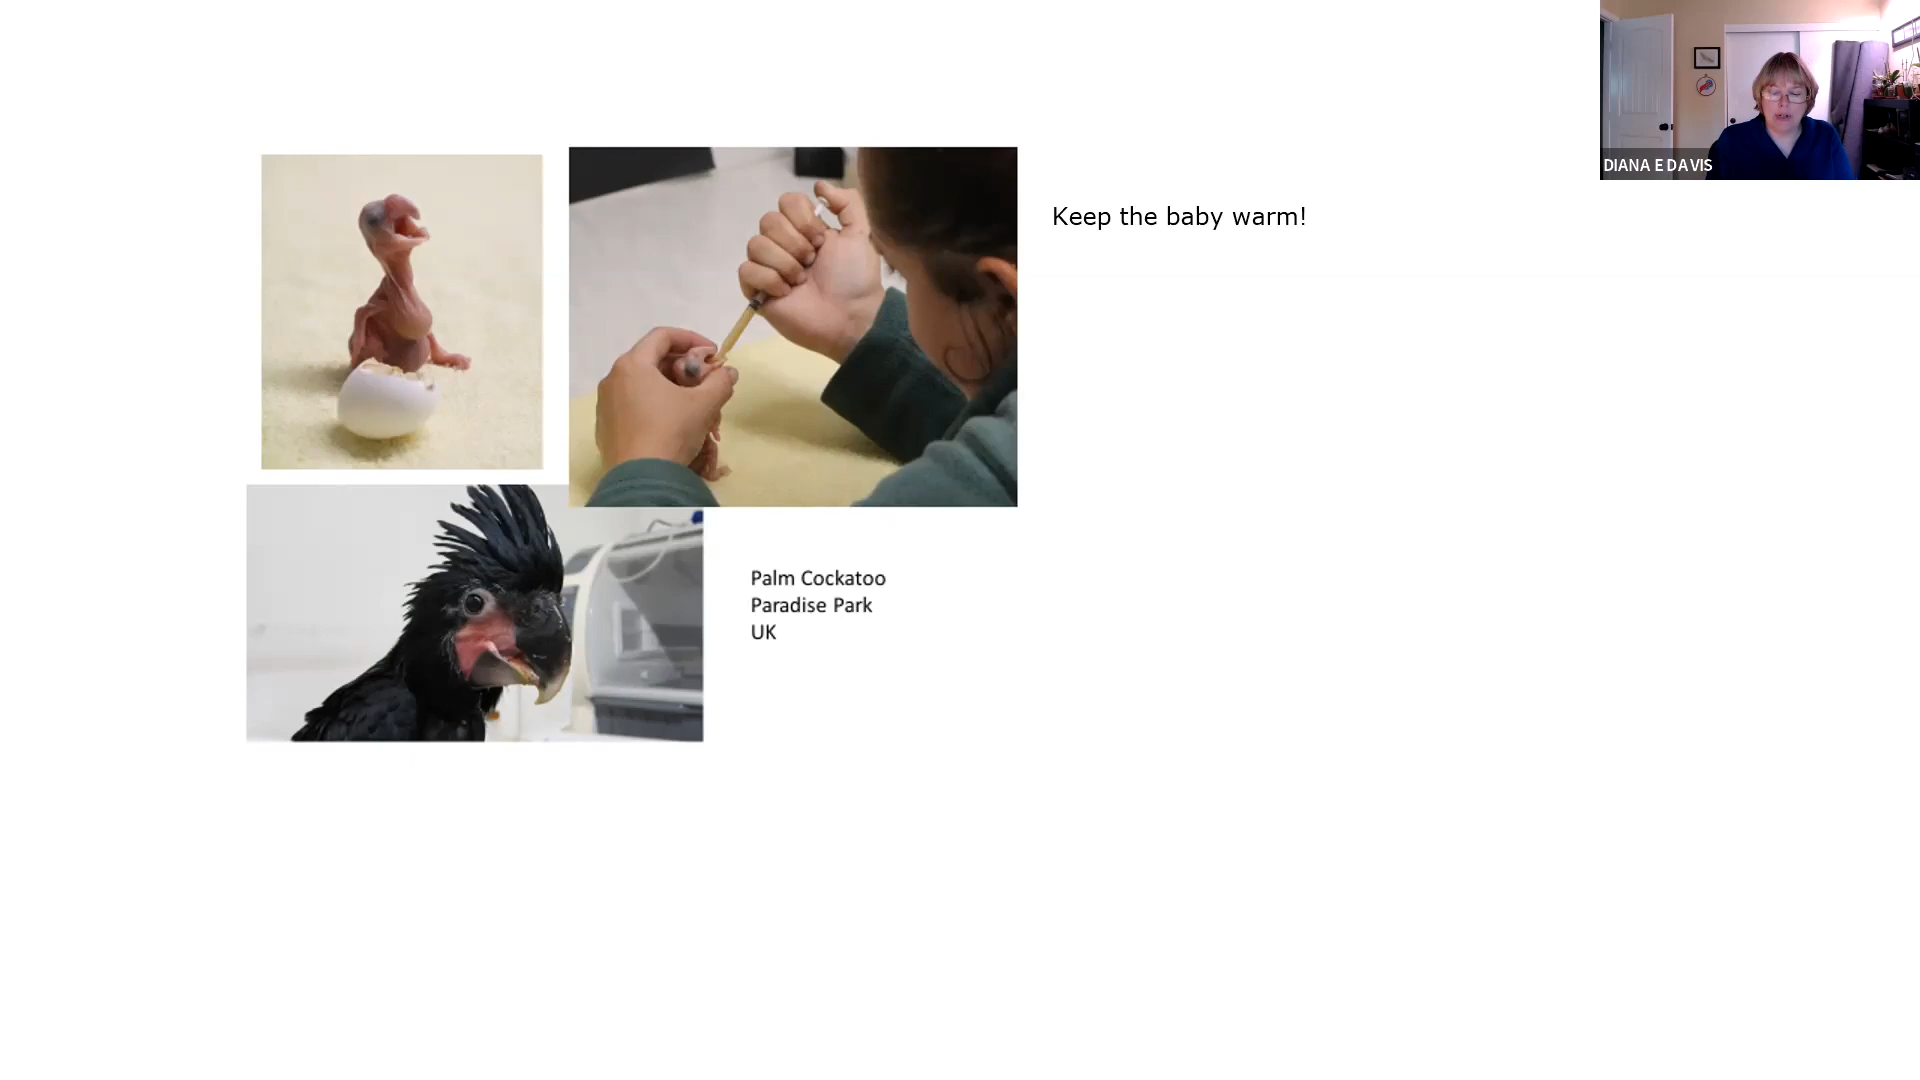 DIANA E DAVIS
Keep the baby warm!
Palm Cockatoo
Paradise Park
UK